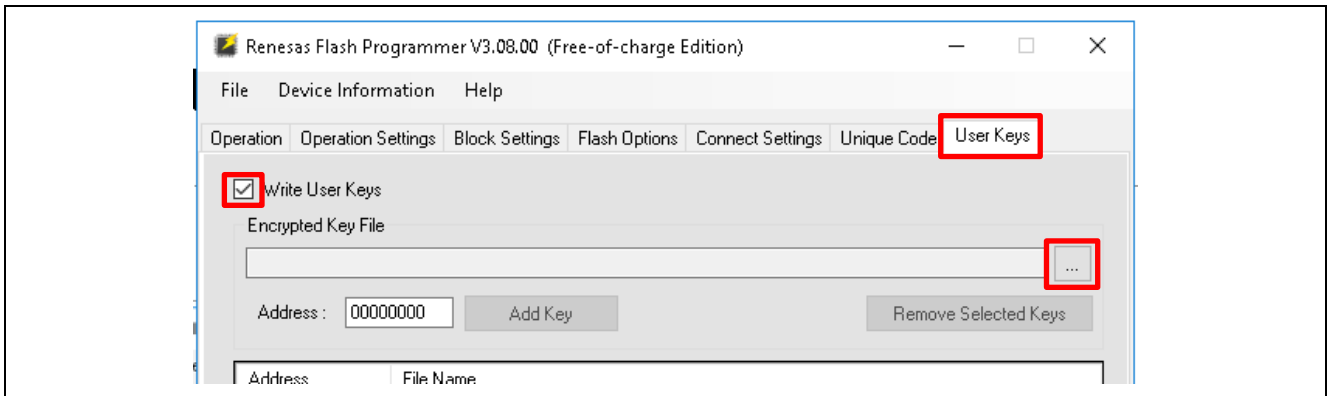 Renesas Flash Programmer V3.08.00 (Free-of-charge Edition)
File Device Information Help
Operation Operation Settings Block Settings Flash Options Connect Settings Unique Code User Keys
Write User Keys
Encrypted Key File
...
Address : 00000000 Add Key Remove Selected Keys
Address File Name